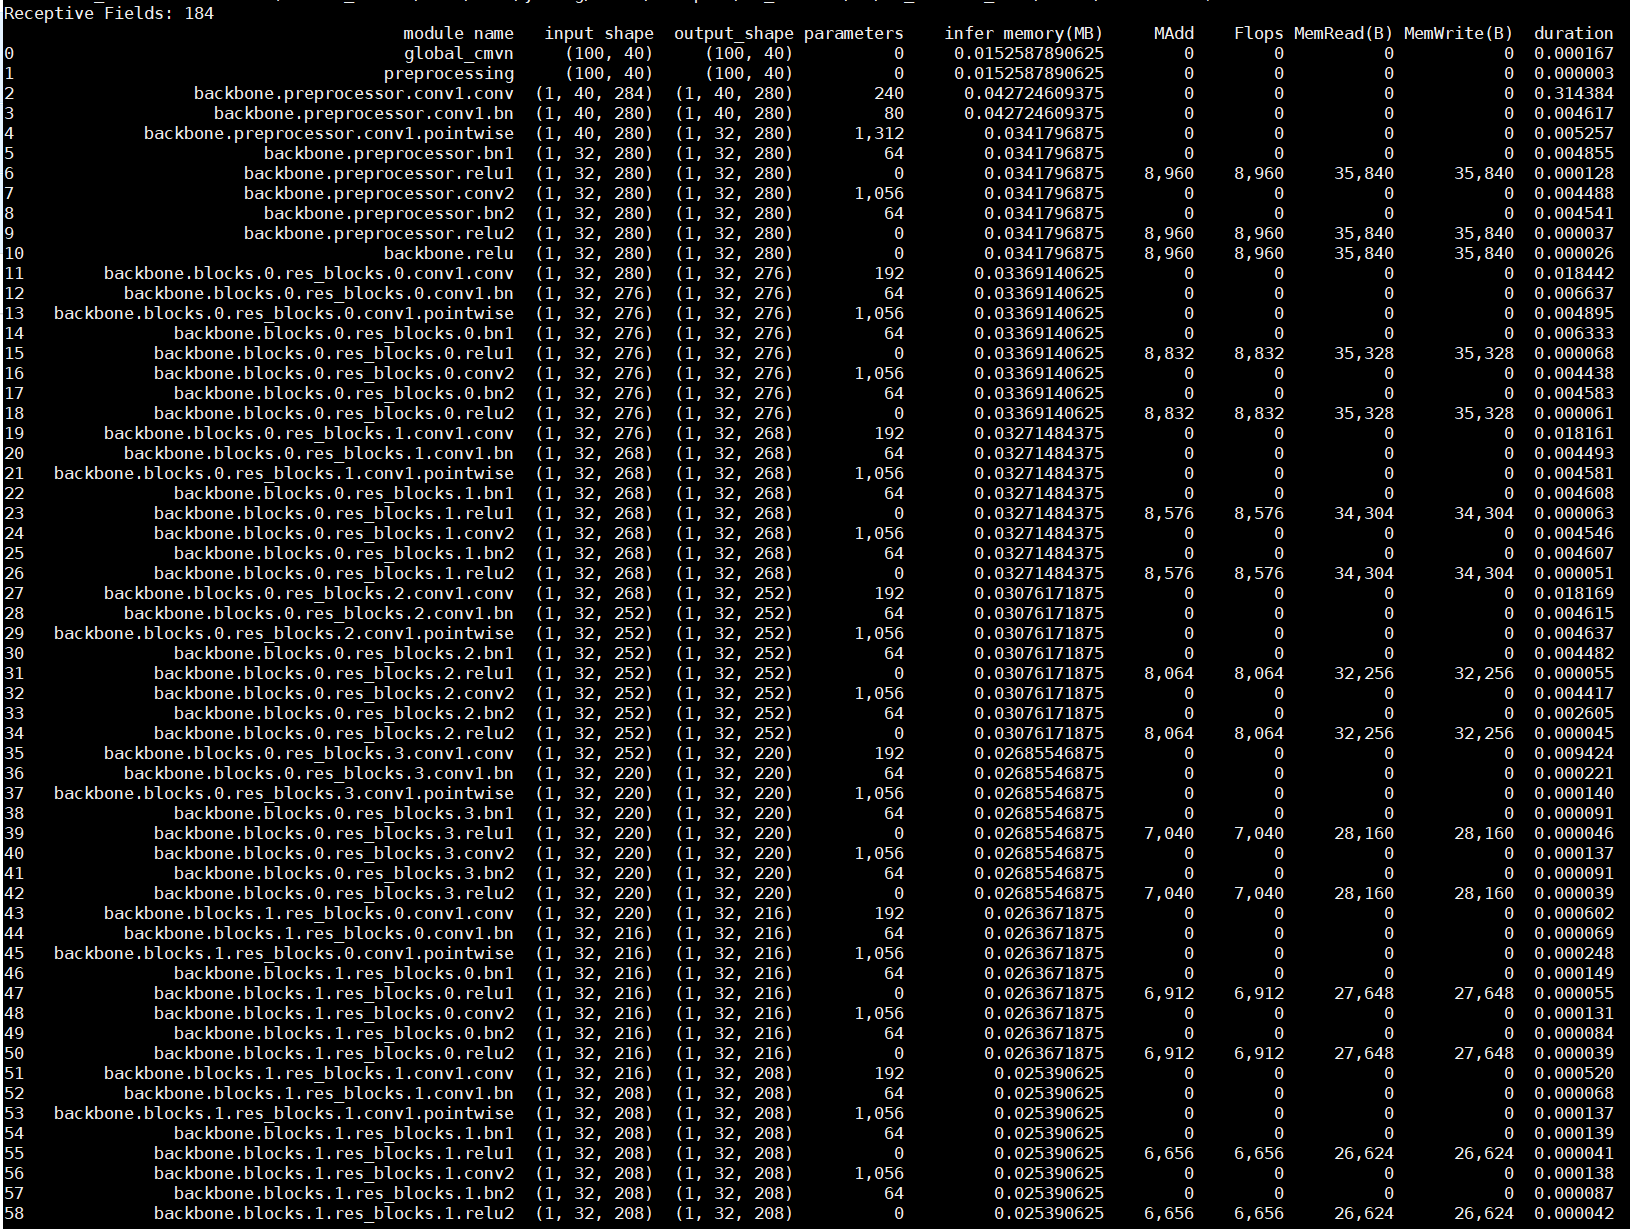 Receptive Fields: 184
module name input shape output_shape parameters infer memory(MB) MAdd Flops MemRead(B) MemWrite(B) duration
0 global_cmvn (100, 40) (100, 40) 0 0.0152587890625 0 0 0 0 0.000167
1 preprocessing (100, 40) (100, 40) 0 0.0152587890625 0 0 0 0 0.000003
2 backbone.preprocessor.conv1.conv (1, 40, 284) (1, 40, 280) 240 0.042724609375 0 0 0 0 0.314384
3 backbone.preprocessor.conv1.bn (1, 40, 280) (1, 40, 280) 80 0.042724609375 0 0 0 0 0.004617
4 backbone.preprocessor.conv1.pointwise (1, 40, 280) (1, 32, 280) 1,312 0.0341796875 0 0 0 0 0.005257
5 backbone.preprocessor.bn1 (1, 32, 280) (1, 32, 280) 64 0.0341796875 0 0 0 0 0.004855
6 backbone.preprocessor.relu1 (1, 32, 280) (1, 32, 280) 0 0.0341796875 8,960 8,960 35,840 35,840 0.000128
7 backbone.preprocessor.conv2 (1, 32, 280) (1, 32, 280) 1,056 0.0341796875 0 0 0 0 0.004488
8 backbone.preprocessor.bn2 (1, 32, 280) (1, 32, 280) 64 0.0341796875 0 0 0 0 0.004541
9 backbone.preprocessor.relu2 (1, 32, 280) (1, 32, 280) 0 0.0341796875 8,960 8,960 35,840 35,840 0.000037
10 backbone.relu (1, 32, 280) (1, 32, 280) 0 0.0341796875 8,960 8,960 35,840 35,840 0.000026
11 backbone.blocks.0.res_blocks.0.conv1.conv (1, 32, 280) (1, 32, 276) 192 0.03369140625 0 0 0 0 0.018442
12 backbone.blocks.0.res_blocks.0.conv1.bn (1, 32, 276) (1, 32, 276) 64 0.03369140625 0 0 0 0 0.006637
13 backbone.blocks.0.res_blocks.0.conv1.pointwise (1, 32, 276) (1, 32, 276) 1,056 0.03369140625 0 0 0 0 0.004895
14 backbone.blocks.0.res_blocks.0.bn1 (1, 32, 276) (1, 32, 276) 64 0.03369140625 0 0 0 0 0.006333
15 backbone.blocks.0.res_blocks.0.relu1 (1, 32, 276) (1, 32, 276) 0 0.03369140625 8,832 8,832 35,328 35,328 0.000068
16 backbone.blocks.0.res_blocks.0.conv2 (1, 32, 276) (1, 32, 276) 1,056 0.03369140625 0 0 0 0 0.004438
17 backbone.blocks.0.res_blocks.0.bn2 (1, 32, 276) (1, 32, 276) 64 0.03369140625 0 0 0 0 0.004583
18 backbone.blocks.0.res_blocks.0.relu2 (1, 32, 276) (1, 32, 276) 0 0.03369140625 8,832 8,832 35,328 35,328 0.000061
19 backbone.blocks.0.res_blocks.1.conv1.conv (1, 32, 276) (1, 32, 268) 192 0.03271484375 0 0 0 0 0.018161
20 backbone.blocks.0.res_blocks.1.conv1.bn (1, 32, 268) (1, 32, 268) 64 0.03271484375 0 0 0 0 0.004493
21 backbone.blocks.0.res_blocks.1.conv1.pointwise (1, 32, 268) (1, 32, 268) 1,056 0.03271484375 0 0 0 0 0.004581
22 backbone.blocks.0.res_blocks.1.bn1 (1, 32, 268) (1, 32, 268) 64 0.03271484375 0 0 0 0 0.004608
23 backbone.blocks.0.res_blocks.1.relu1 (1, 32, 268) (1, 32, 268) 0 0.03271484375 8,576 8,576 34,304 34,304 0.000063
24 backbone.blocks.0.res_blocks.1.conv2 (1, 32, 268) (1, 32, 268) 1,056 0.03271484375 0 0 0 0 0.004546
25 backbone.blocks.0.res_blocks.1.bn2 (1, 32, 268) (1, 32, 268) 64 0.03271484375 0 0 0 0 0.004607
26 backbone.blocks.0.res_blocks.1.relu2 (1, 32, 268) (1, 32, 268) 0 0.03271484375 8,576 8,576 34,304 34,304 0.000051
27 backbone.blocks.0.res_blocks.2.conv1.conv (1, 32, 268) (1, 32, 252) 192 0.03076171875 0 0 0 0 0.018169
28 backbone.blocks.0.res_blocks.2.conv1.bn (1, 32, 252) (1, 32, 252) 64 0.03076171875 0 0 0 0 0.004615
29 backbone.blocks.0.res_blocks.2.conv1.pointwise (1, 32, 252) (1, 32, 252) 1,056 0.03076171875 0 0 0 0 0.004637
30 backbone.blocks.0.res_blocks.2.bn1 (1, 32, 252) (1, 32, 252) 64 0.03076171875 0 0 0 0 0.004482
31 backbone.blocks.0.res_blocks.2.relu1 (1, 32, 252) (1, 32, 252) 0 0.03076171875 8,064 8,064 32,256 32,256 0.000055
32 backbone.blocks.0.res_blocks.2.conv2 (1, 32, 252) (1, 32, 252) 1,056 0.03076171875 0 0 0 0 0.004417
33 backbone.blocks.0.res_blocks.2.bn2 (1, 32, 252) (1, 32, 252) 64 0.03076171875 0 0 0 0 0.002605
34 backbone.blocks.0.res_blocks.2.relu2 (1, 32, 252) (1, 32, 252) 0 0.03076171875 8,064 8,064 32,256 32,256 0.000045
35 backbone.blocks.0.res_blocks.3.conv1.conv (1, 32, 252) (1, 32, 220) 192 0.02685546875 0 0 0 0 0.009424
36 backbone.blocks.0.res_blocks.3.conv1.bn (1, 32, 220) (1, 32, 220) 64 0.02685546875 0 0 0 0 0.000221
37 backbone.blocks.0.res_blocks.3.conv1.pointwise (1, 32, 220) (1, 32, 220) 1,056 0.02685546875 0 0 0 0 0.000140
38 backbone.blocks.0.res_blocks.3.bn1 (1, 32, 220) (1, 32, 220) 64 0.02685546875 0 0 0 0 0.000091
39 backbone.blocks.0.res_blocks.3.relu1 (1, 32, 220) (1, 32, 220) 0 0.02685546875 7,040 7,040 28,160 28,160 0.000046
40 backbone.blocks.0.res_blocks.3.conv2 (1, 32, 220) (1, 32, 220) 1,056 0.02685546875 0 0 0 0 0.000137
41 backbone.blocks.0.res_blocks.3.bn2 (1, 32, 220) (1, 32, 220) 64 0.02685546875 0 0 0 0 0.000091
42 backbone.blocks.0.res_blocks.3.relu2 (1, 32, 220) (1, 32, 220) 0 0.02685546875 7,040 7,040 28,160 28,160 0.000039
43 backbone.blocks.1.res_blocks.0.conv1.conv (1, 32, 220) (1, 32, 216) 192 0.0263671875 0 0 0 0 0.000602
44 backbone.blocks.1.res_blocks.0.conv1.bn (1, 32, 216) (1, 32, 216) 64 0.0263671875 0 0 0 0 0.000069
45 backbone.blocks.1.res_blocks.0.conv1.pointwise (1, 32, 216) (1, 32, 216) 1,056 0.0263671875 0 0 0 0 0.000248
46 backbone.blocks.1.res_blocks.0.bn1 (1, 32, 216) (1, 32, 216) 64 0.0263671875 0 0 0 0 0.000149
47 backbone.blocks.1.res_blocks.0.relu1 (1, 32, 216) (1, 32, 216) 0 0.0263671875 6,912 6,912 27,648 27,648 0.000055
48 backbone.blocks.1.res_blocks.0.conv2 (1, 32, 216) (1, 32, 216) 1,056 0.0263671875 0 0 0 0 0.000131
49 backbone.blocks.1.res_blocks.0.bn2 (1, 32, 216) (1, 32, 216) 64 0.0263671875 0 0 0 0 0.000084
50 backbone.blocks.1.res_blocks.0.relu2 (1, 32, 216) (1, 32, 216) 0 0.0263671875 6,912 6,912 27,648 27,648 0.000039
51 backbone.blocks.1.res_blocks.1.conv1.conv (1, 32, 216) (1, 32, 208) 192 0.025390625 0 0 0 0 0.000520
52 backbone.blocks.1.res_blocks.1.conv1.bn (1, 32, 208) (1, 32, 208) 64 0.025390625 0 0 0 0 0.000068
53 backbone.blocks.1.res_blocks.1.conv1.pointwise (1, 32, 208) (1, 32, 208) 1,056 0.025390625 0 0 0 0 0.000137
54 backbone.blocks.1.res_blocks.1.bn1 (1, 32, 208) (1, 32, 208) 64 0.025390625 0 0 0 0 0.000139
55 backbone.blocks.1.res_blocks.1.relu1 (1, 32, 208) (1, 32, 208) 0 0.025390625 6,656 6,656 26,624 26,624 0.000041
56 backbone.blocks.1.res_blocks.1.conv2 (1, 32, 208) (1, 32, 208) 1,056 0.025390625 0 0 0 0 0.000138
57 backbone.blocks.1.res_blocks.1.bn2 (1, 32, 208) (1, 32, 208) 64 0.025390625 0 0 0 0 0.000087
58 backbone.blocks.1.res_blocks.1.relu2 (1, 32, 208) (1, 32, 208) 0 0.025390625 6,656 6,656 26,624 26,624 0.000042